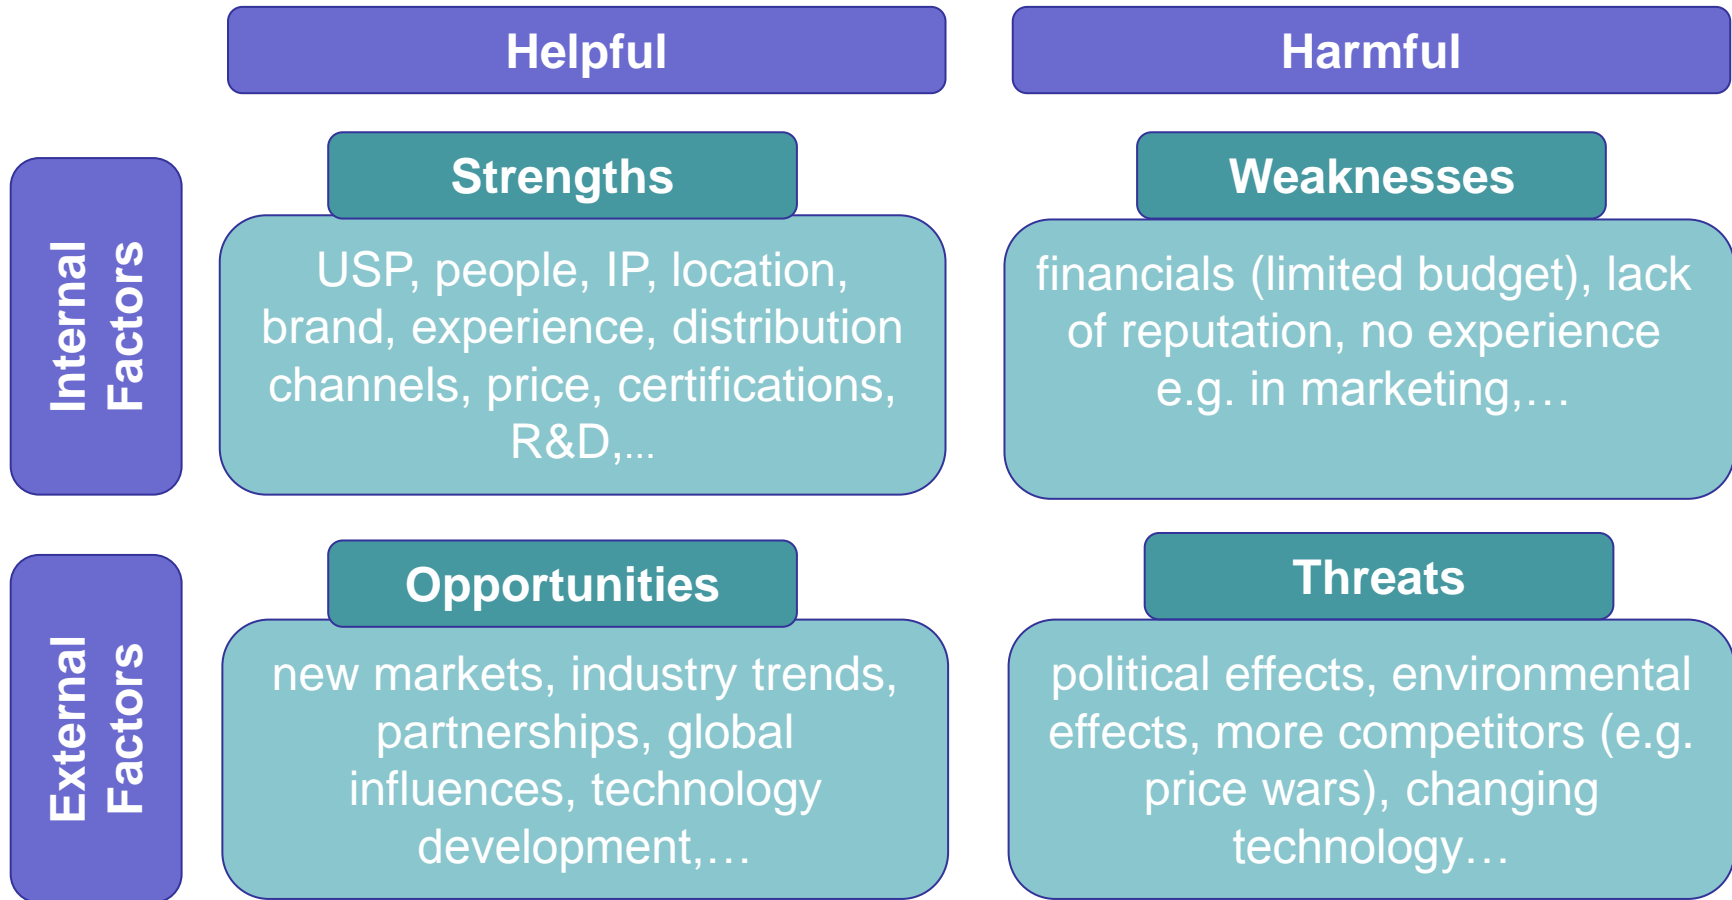 Helpful
Harmful
Internal
Factors
Strengths
USP, people, IP, location,
brand, experience, distribution
channels, price, certifications,
R&D,...
Weaknesses
financials (limited budget), lack
of reputation, no experience
e.g. in marketing,…
External
Factors
Opportunities
new markets, industry trends,
partnerships, global
influences, technology
development,…
Threats
political effects, environmental
effects, more competitors (e.g.
price wars), changing
technology…